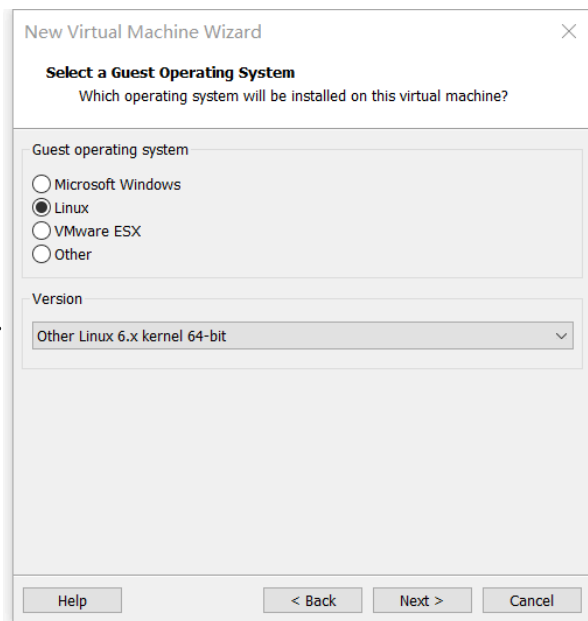 New Virtual Machine Wizard
Select a Guest Operating System
Which operating system will be installed on this virtual machine?
Guest operating system
Microsoft Windows
Linux
VMware ESX
Other
Version
Other Linux 6.x kernel 64-bit
Help
< Back
Next >
Cancel